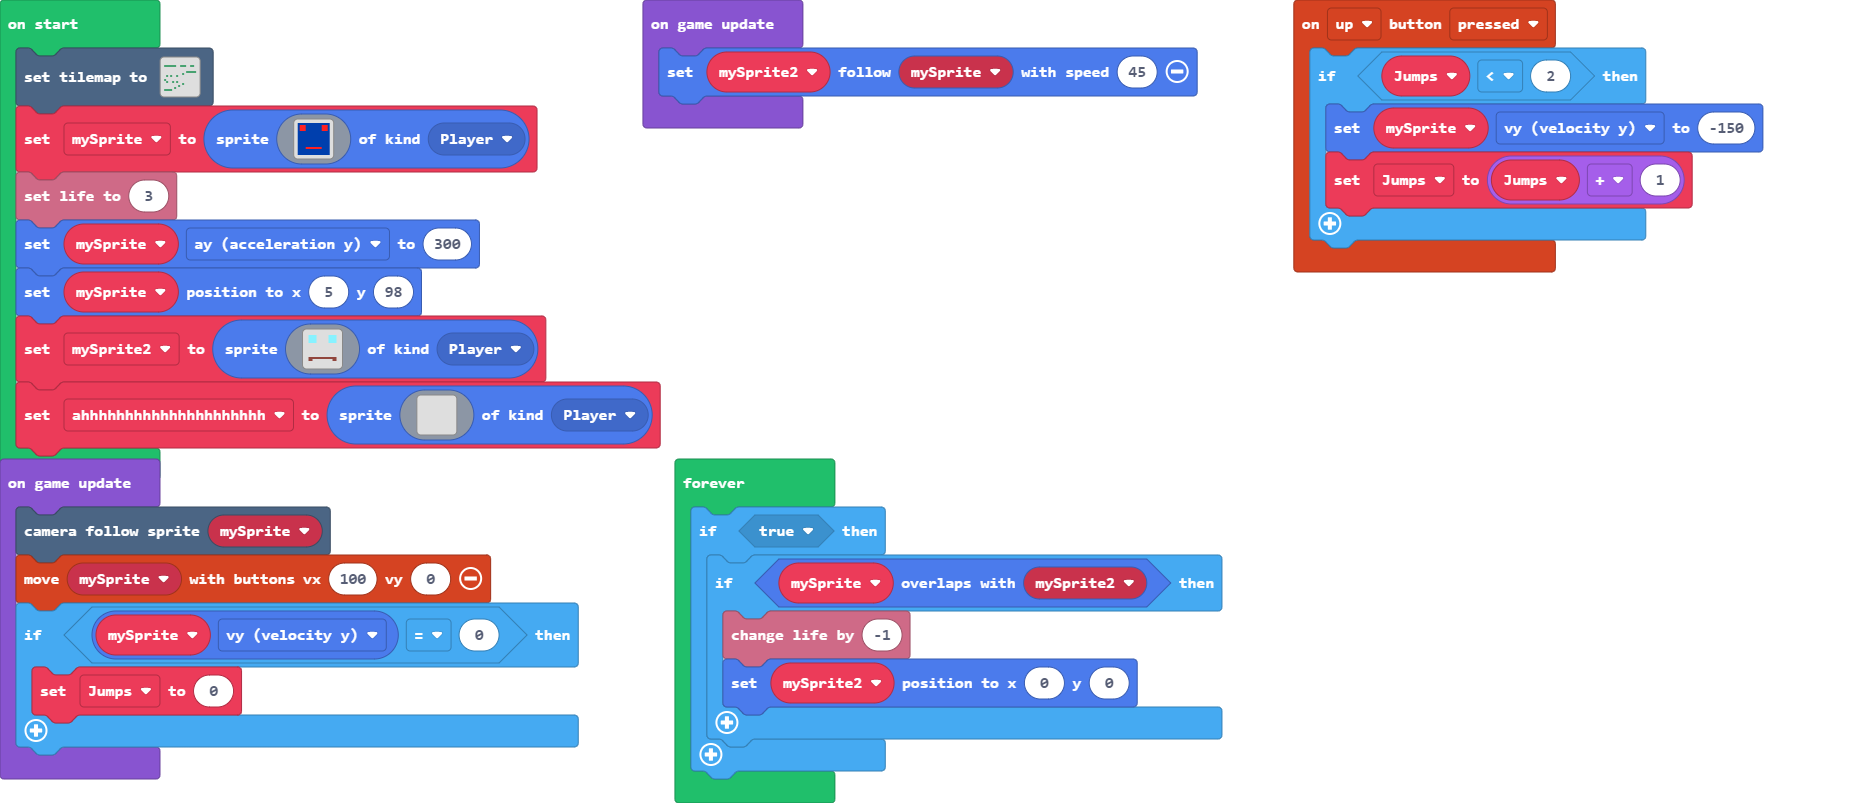 on start
set tilemap to
set mySprite to sprite of kind Player
set life to 3
set mySprite ay (acceleration y) to 300
set mySprite position to x 5 y 98
set mySprite2 to sprite of kind Player
set ahhhhhhhhhhhhhhhhhhhhh to sprite of kind Player
on game update
set mySprite2 follow mySprite with speed 45
on up button pressed
if Jumps < 2 then
set mySprite vy (velocity y) to -150
set Jumps to Jumps + 1
on game update
camera follow sprite mySprite
move mySprite with buttons vx 100 vy 0
if mySprite vy (velocity y) = 0 then
set Jumps to 0
forever
if true then
if mySprite overlaps with mySprite2 then
change life by -1
set mySprite2 position to x 0 y 0